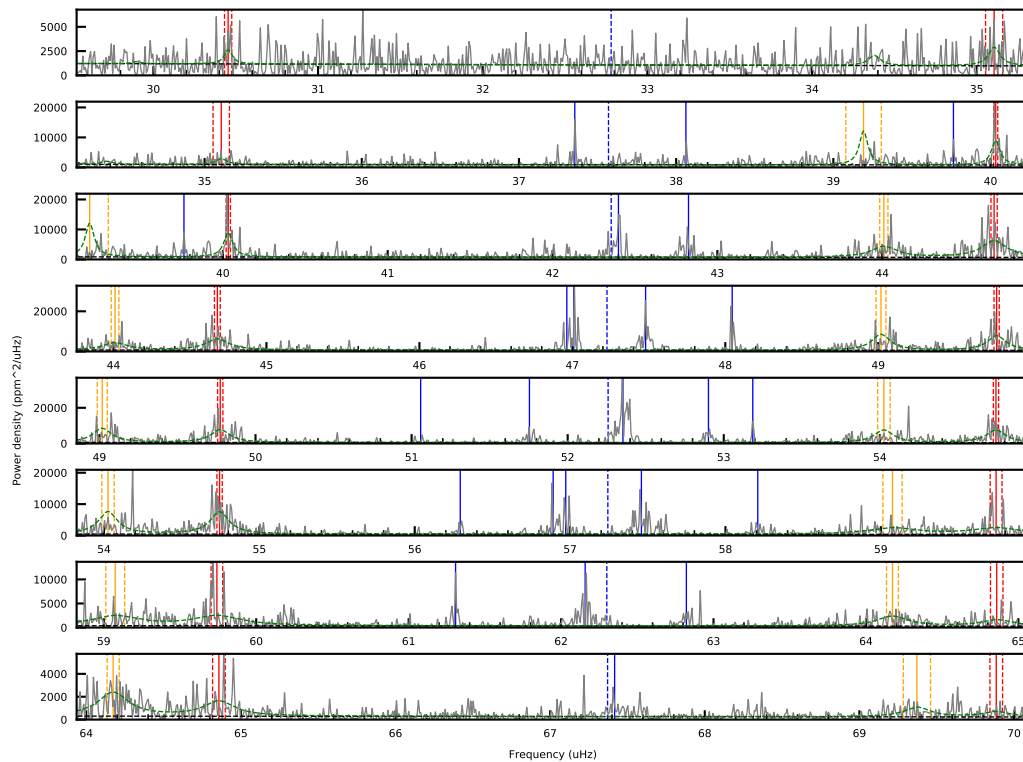 5000
2500
0
30 31 32 33 34 35
20000
10000
0
35 36 37 38 39 40
20000
10000
0
40 41 42 43 44
20000
0
44 45 46 47 48 49
20000
0
49 50 51 52 53 54
20000
10000
0
54 55 56 57 58 59
10000
5000
0
59 60 61 62 63 64 65
4000
2000
0
64 65 66 67 68 69 70
Power density (ppm^2/uHz)
Frequency (uHz)